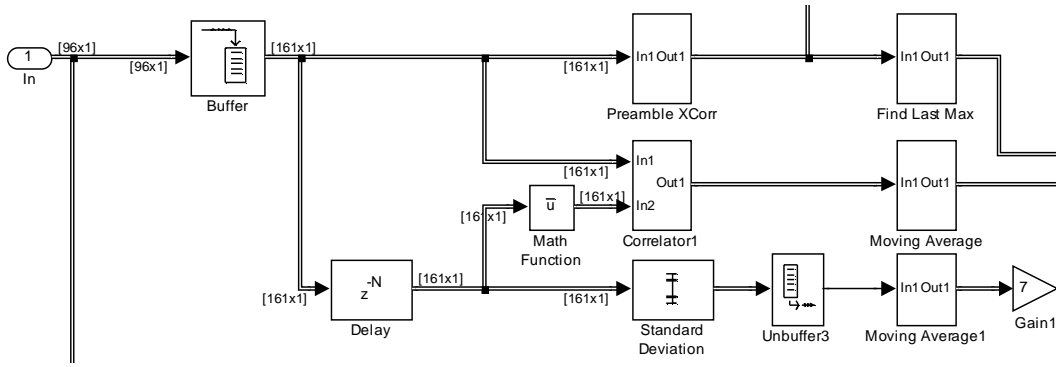 1
In
[96x1]
[96x1]
Buffer
[161x1]
[161x1]
In1 Out1
Preamble XCorr
In1 Out1
Find Last Max
[161x1]
In1
Out1
In2
Correlator1
In1 Out1
Moving Average
[161x1]
u
[161x1]
Math
Function
[161x1]
z
-N
Delay
[161x1]
[161x1]
Standard
Deviation
Unbuffer3
In1 Out1
Moving Average1
7
Gain1